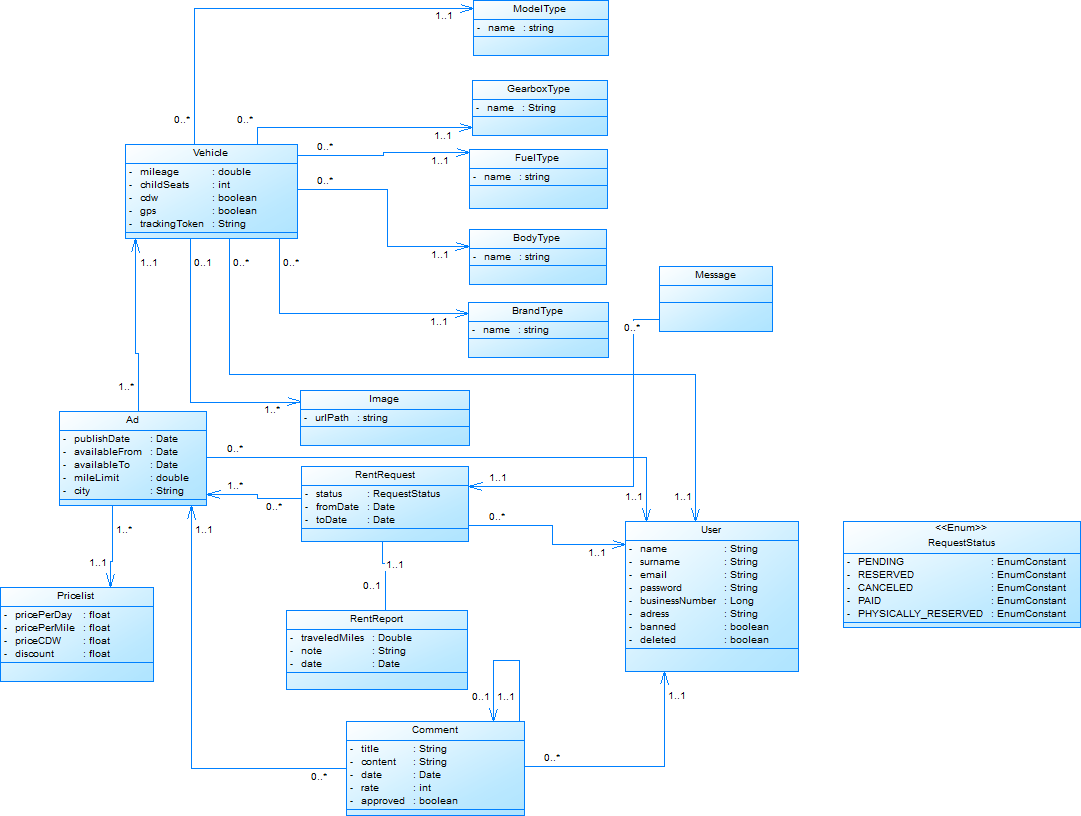 ModelType
- name : string
1..1
0..*
0..*
GearboxType
- name : String
1..1
Vehicle
- mileage : double
- childSeats : int
- cdw : boolean
- gps : boolean
- trackingToken : String
0..*
1..1
FuelType
- name : string
0..*
1..1
BodyType
- name : string
1..1
0..1
0..*
0..*
1..1
BrandType
- name : string
Message
0..*
1..*
1..*
Image
- urlPath : string
Ad
- publishDate : Date
- availableFrom : Date
- availableTo : Date
- mileLimit : double
- city : String
0..*
1..*
0..*
RentRequest
- status : RequestStatus
- fromDate : Date
- toDate : Date
1..1
0..*
1..1
1..1
1..1
1..*
1..1
1..1
User
- name : String
- surname : String
- email : String
- password : String
- businessNumber : Long
- adress : String
- banned : boolean
- deleted : boolean
<<Enum>>
RequestStatus
- PENDING : EnumConstant
- RESERVED : EnumConstant
- CANCELED : EnumConstant
- PAID : EnumConstant
- PHYSICALLY_RESERVED : EnumConstant
1..1
0..1
Pricelist
- pricePerDay : float
- pricePerMile : float
- priceCDW : float
- discount : float
RentReport
- traveledMiles : Double
- note : String
- date : Date
0..1
1..1
1..1
Comment
- title : String
- content : String
- date : Date
- rate : int
- approved : boolean
0..*
0..*